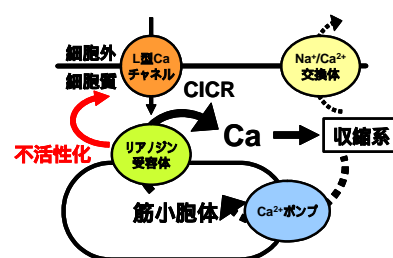 細胞外
細胞質
L型Ca
チャネル
Na⁺/Ca²⁺
交換体
CICR
Ca
収縮系
不活性化
リアノジン
受容体
筋小胞体
Ca²⁺ポンプ